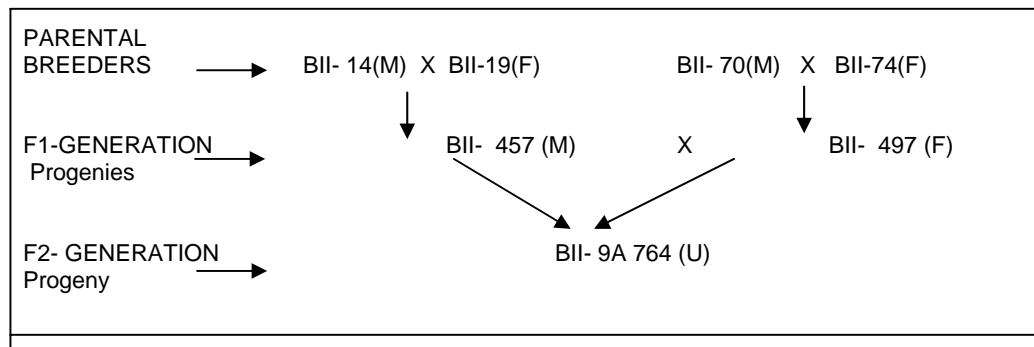 PARENTAL
BREEDERS
BII- 14(M) X BII-19(F)
BII- 70(M) X BII-74(F)
F1-GENERATION
Progenies
BII- 457 (M) X BII- 497 (F)
F2- GENERATION
Progeny
BII- 9A 764 (U)